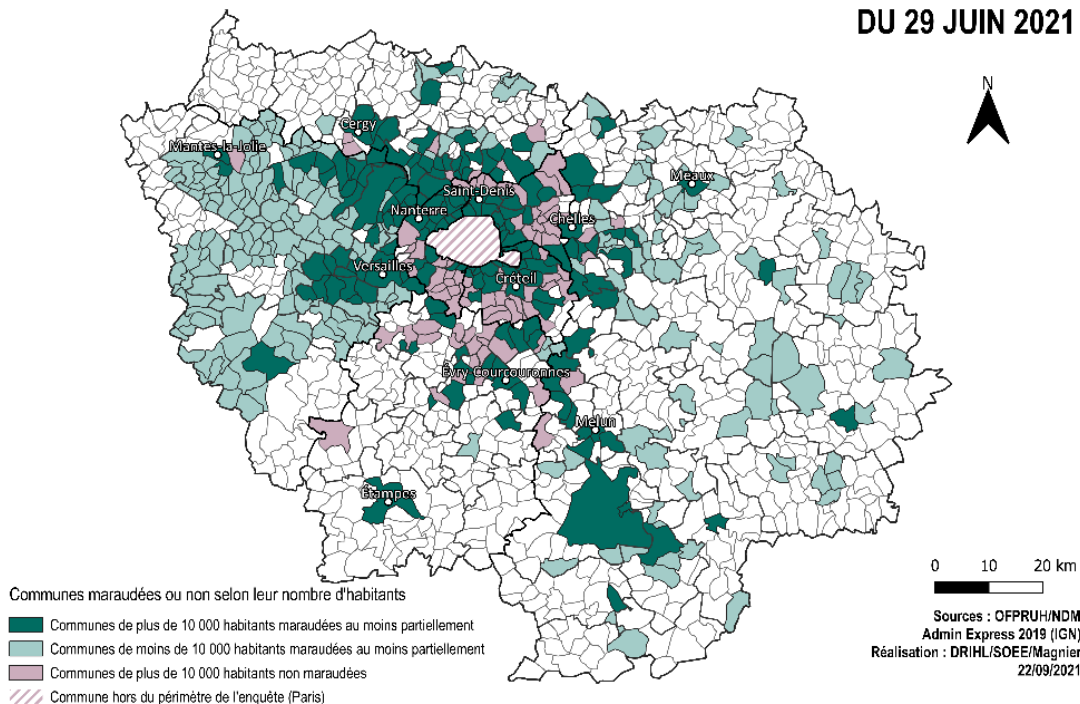 DU 29 JUIN 2021
N
Cergy
Mantes-la-Jolie
Meaux
Saint-Denis
Nanterre
Chelles
Versailles
Créteil
Évry-Courcouronnes
Melun
Étampes
0 10 20 km
Communes maraudées ou non selon leur nombre d'habitants
Communes de plus de 10 000 habitants maraudées au moins partiellement
Communes de moins de 10 000 habitants maraudées au moins partiellement
Communes de plus de 10 000 habitants non maraudées
Commune hors du périmètre de l'enquête (Paris)
Sources : OFPRUH/NDM
Admin Express 2019 (IGN)
Réalisation : DRIHL/SOEE/Magnier
22/09/2021